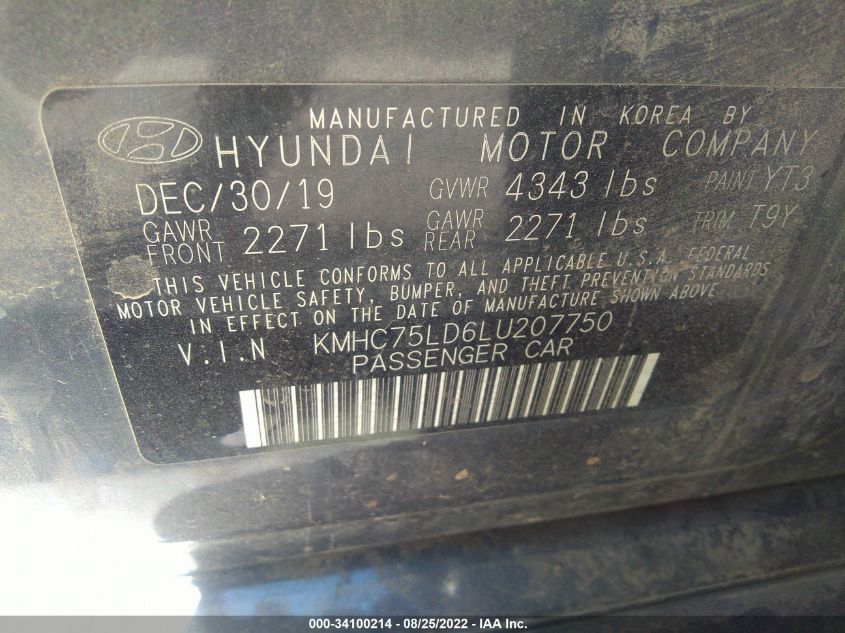 MANUFACTURED IN KOREA BY
HYUNDAI MOTOR COMPANY
DEC/30/19 GVWR 4343 lbs PAINT YT3
GAWR FRONT 2271 lbs GAWR REAR 2271 lbs TRIM T9Y
THIS VEHICLE CONFORMS TO ALL APPLICABLE U.S.A. FEDERAL
MOTOR VEHICLE SAFETY, BUMPER, AND THEFT PREVENTION STANDARDS
IN EFFECT ON THE DATE OF MANUFACTURE SHOWN ABOVE
V.I.N KMHC75LD6LU207750
PASSENGER CAR
000-34100214 - 08/25/2022 - IAA Inc.